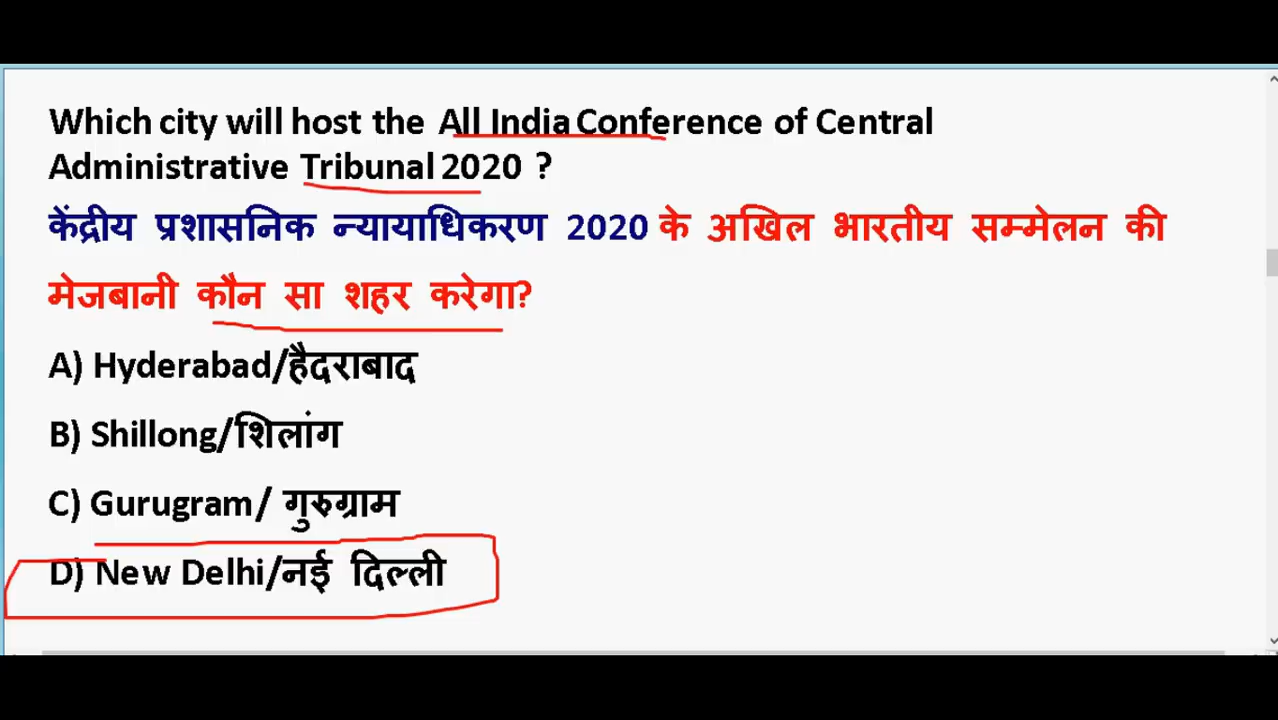 Which city will host the All India Conference of Central
Administrative Tribunal 2020 ?
केंद्रीय प्रशासनिक न्यायाधिकरण 2020 के अखिल भारतीय सम्मेलन की
मेजबानी कौन सा शहर करेगा?
A) Hyderabad/हैदराबाद
B) Shillong/शिलांग
C) Gurugram/ गुरुग्राम
D) New Delhi/नई दिल्ली